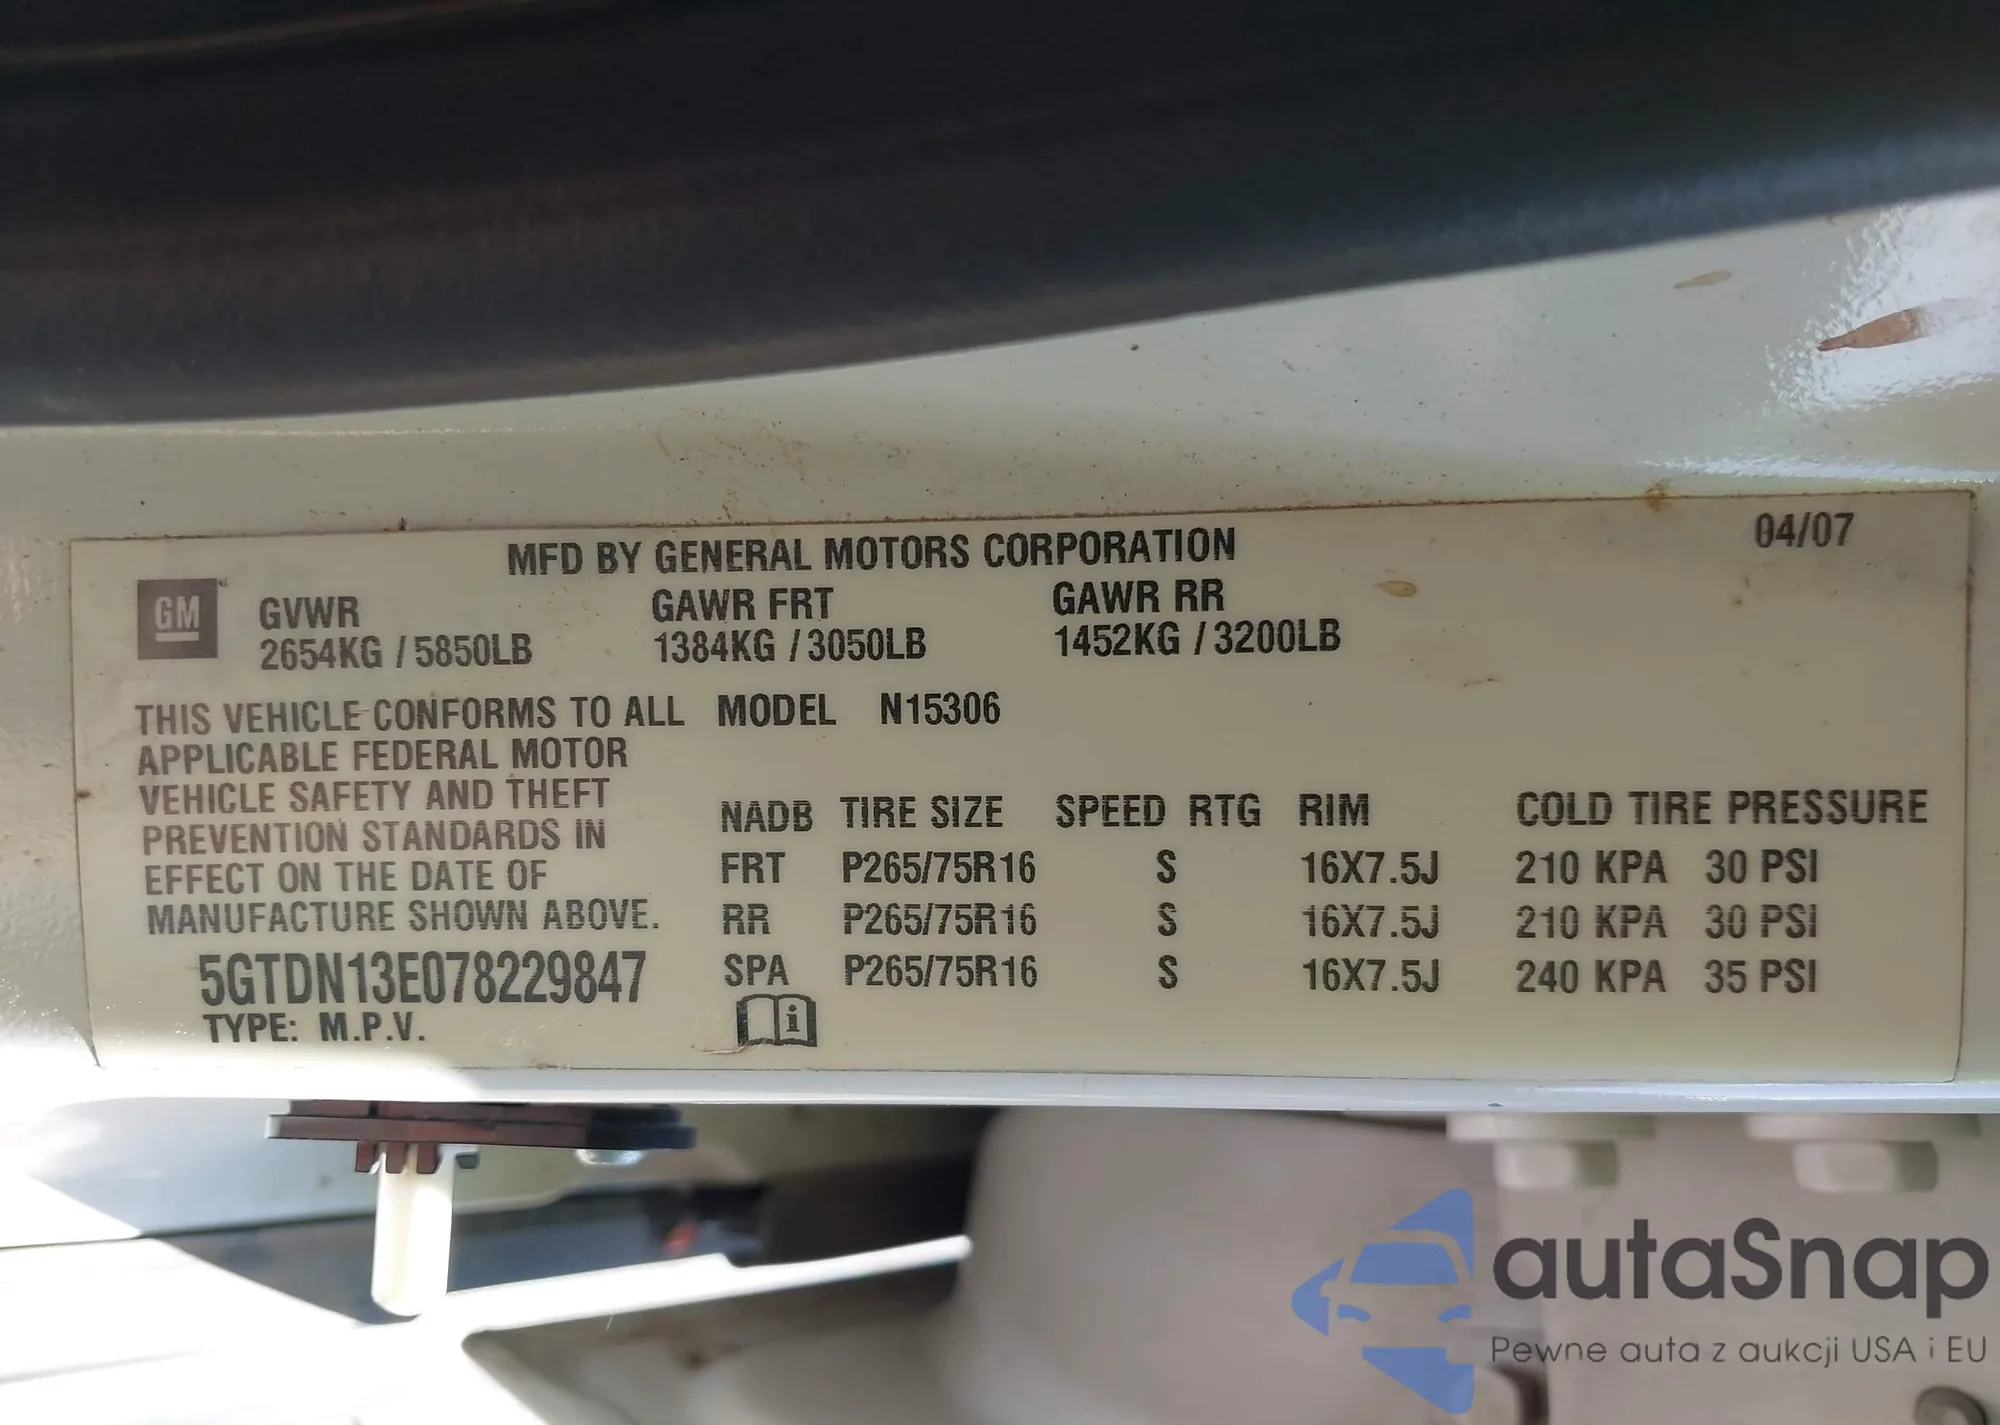 MFD BY GENERAL MOTORS CORPORATION 04/07
GM GVWR GAWR FRT GAWR RR
2654KG / 5850LB 1384KG / 3050LB 1452KG / 3200LB
THIS VEHICLE CONFORMS TO ALL MODEL N15306
APPLICABLE FEDERAL MOTOR
VEHICLE SAFETY AND THEFT
PREVENTION STANDARDS IN
EFFECT ON THE DATE OF
MANUFACTURE SHOWN ABOVE.
5GTDN13E078229847
TYPE: M.P.V.
NADB TIRE SIZE SPEED RTG RIM COLD TIRE PRESSURE
FRT P265/75R16 S 16X7.5J 210 KPA 30 PSI
RR P265/75R16 S 16X7.5J 210 KPA 30 PSI
SPA P265/75R16 S 16X7.5J 240 KPA 35 PSI
i
autaSnap
Pewne auta z aukcji USA i EU